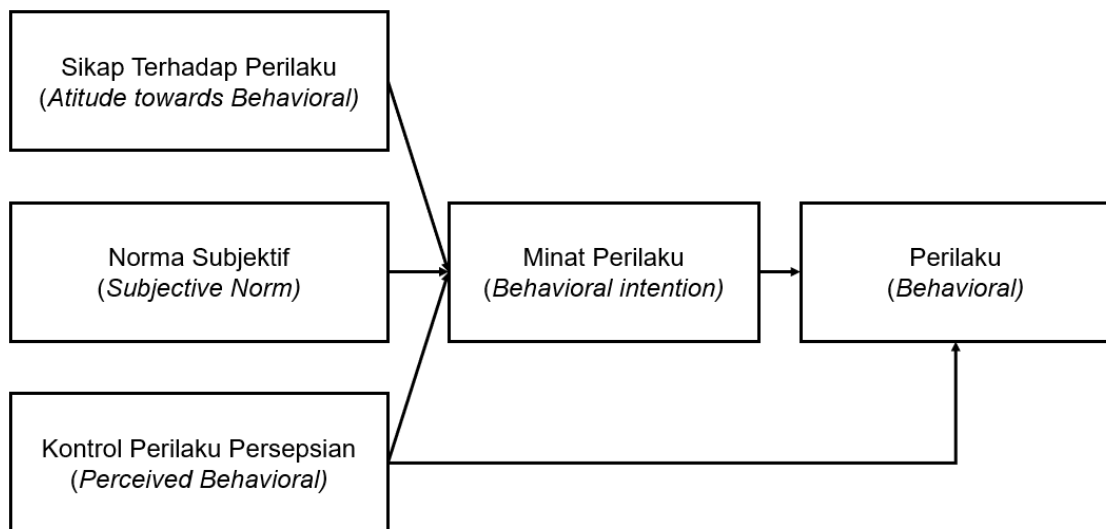 Sikap Terhadap Perilaku
(Atitude towards Behavioral)
Norma Subjektif
(Subjective Norm)
Kontrol Perilaku Persepsian
(Perceived Behavioral)
Minat Perilaku
(Behavioral intention)
Perilaku
(Behavioral)